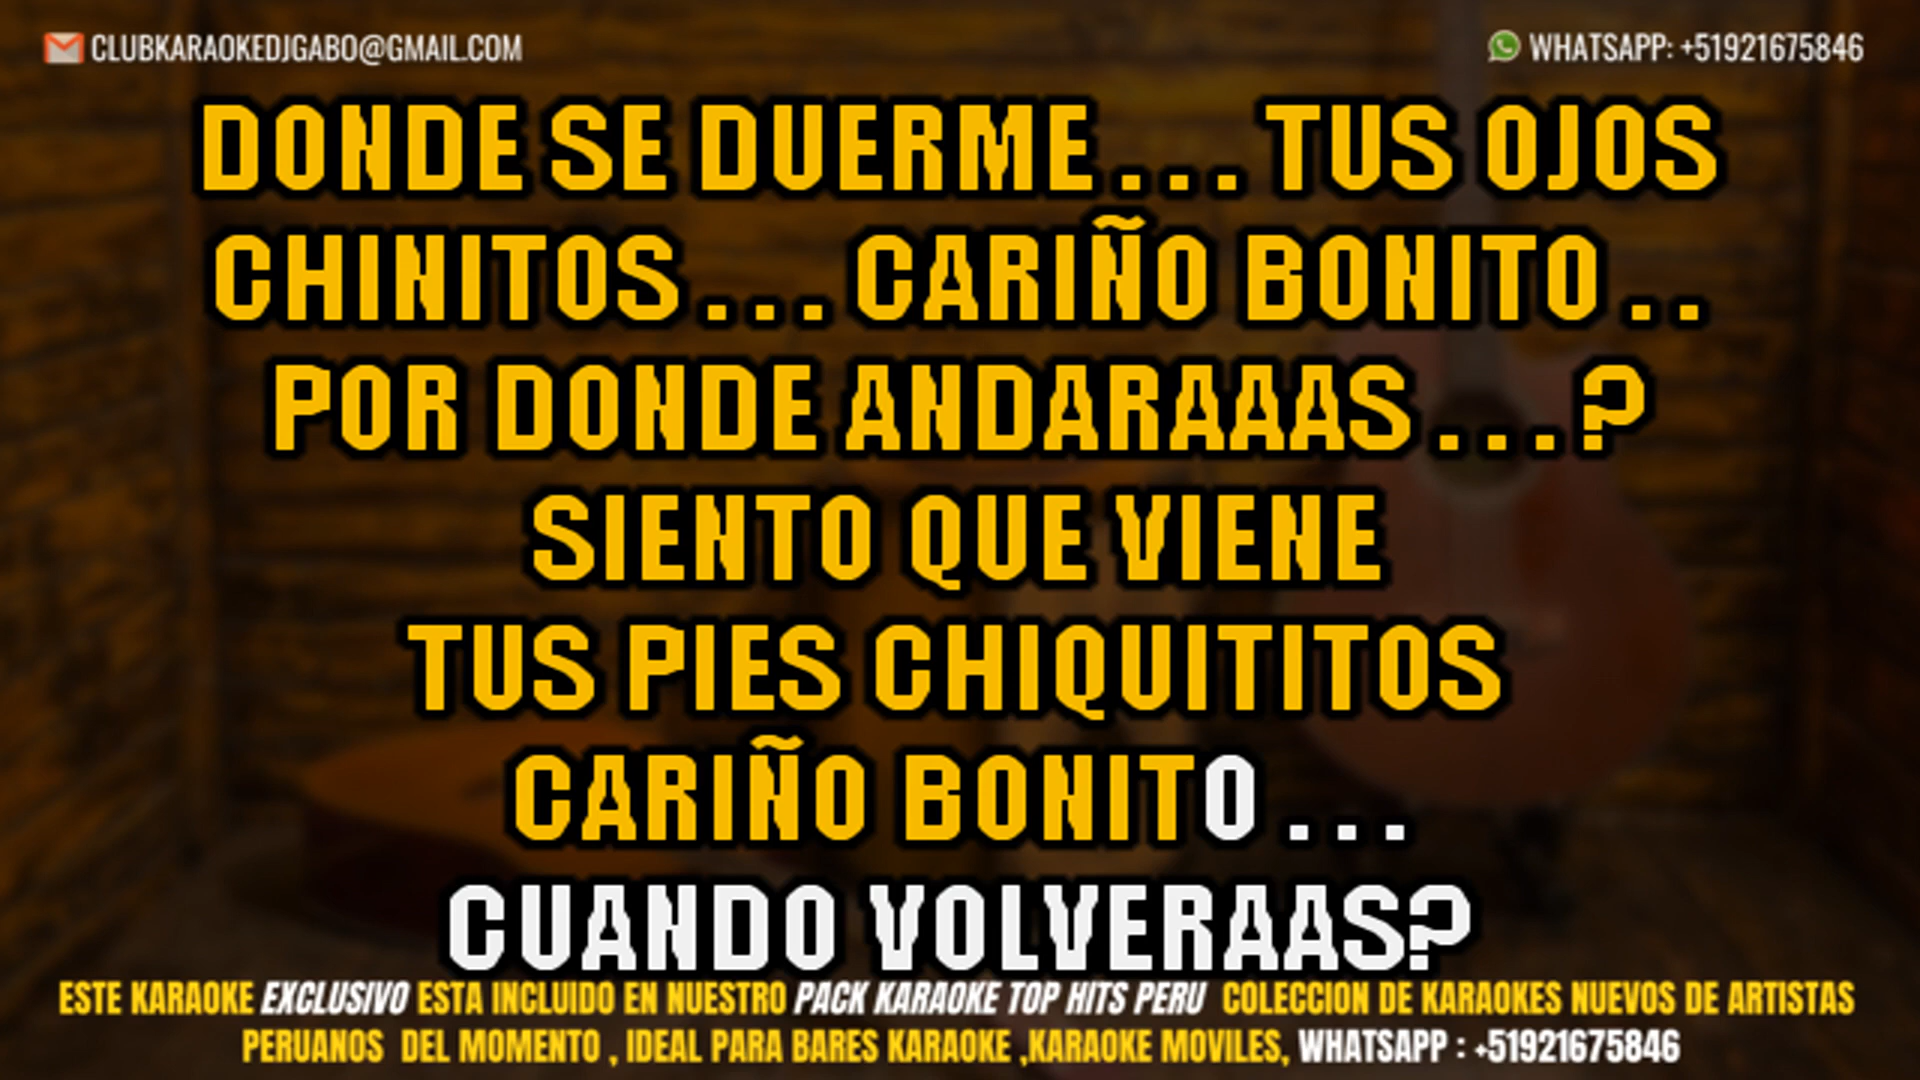 CLUBKARAOKEDJGABO@GMAIL.COM
WHATSAPP: +51921675846
DONDE SE DUERME... TUS OJOS
CHINITOS... CARIÑO BONITO..
POR DONDE ANDARAAAS...?
SIENTO QUE VIENE
TUS PIES CHIQUITITOS
CARIÑO BONITO...
CUANDO VOLVERAAS?
ESTE KARAOKE EXCLUSIVO ESTA INCLUIDO EN NUESTRO PACK KARAOKE TOP HITS PERU COLECCION DE KARAOKES NUEVOS DE ARTISTAS
PERUANOS DEL MOMENTO , IDEAL PARA BARES KARAOKE ,KARAOKE MOVILES, WHATSAPP : +51921675846